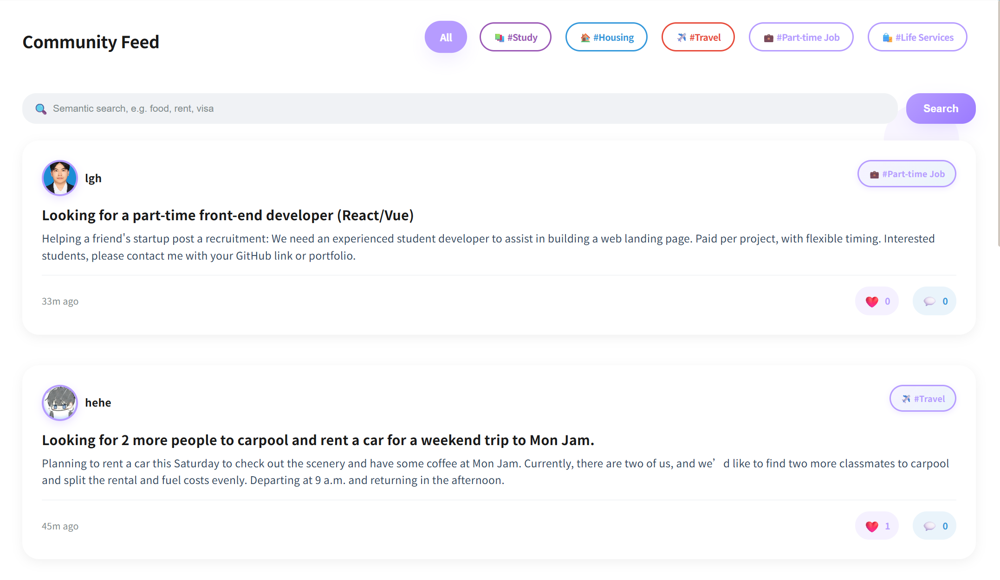 Community Feed
All
#Study
#Housing
#Travel
#Part-time Job
#Life Services
Semantic search, e.g. food, rent, visa
Search
lgh
#Part-time Job
Looking for a part-time front-end developer (React/Vue)
Helping a friend's startup post a recruitment: We need an experienced student developer to assist in building a web landing page. Paid per project, with flexible timing. Interested
students, please contact me with your GitHub link or portfolio.
33m ago
0
0
hehe
#Travel
Looking for 2 more people to carpool and rent a car for a weekend trip to Mon Jam.
Planning to rent a car this Saturday to check out the scenery and have some coffee at Mon Jam. Currently, there are two of us, and we’d like to find two more classmates to carpool
and split the rental and fuel costs evenly. Departing at 9 a.m. and returning in the afternoon.
45m ago
1
0